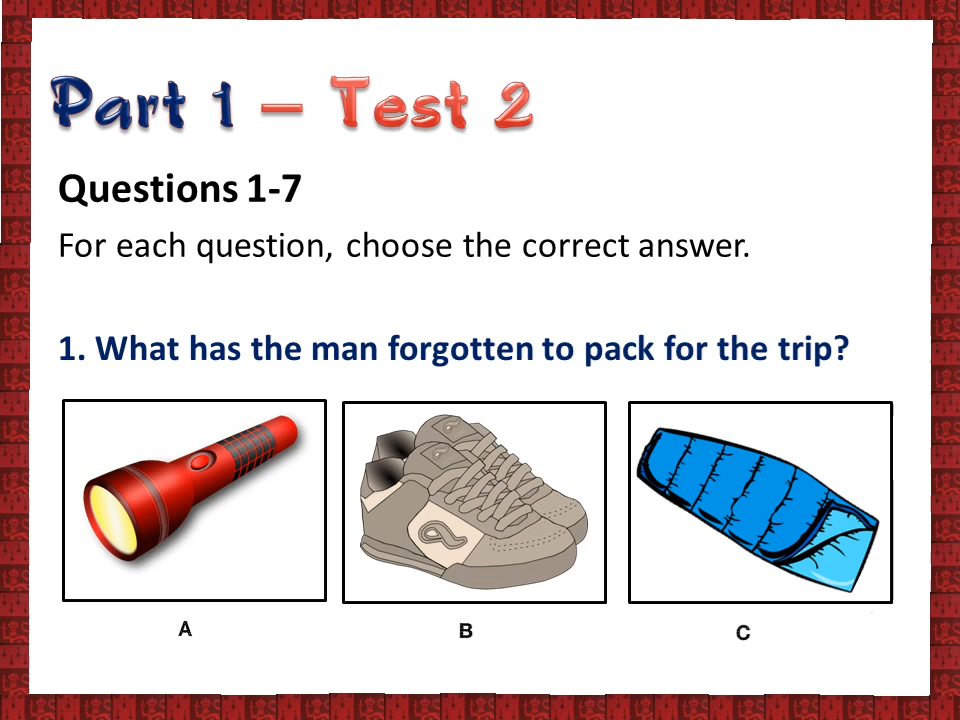 Part 1 – Test 2
Questions 1-7
For each question, choose the correct answer.
1. What has the man forgotten to pack for the trip?
A
B
C